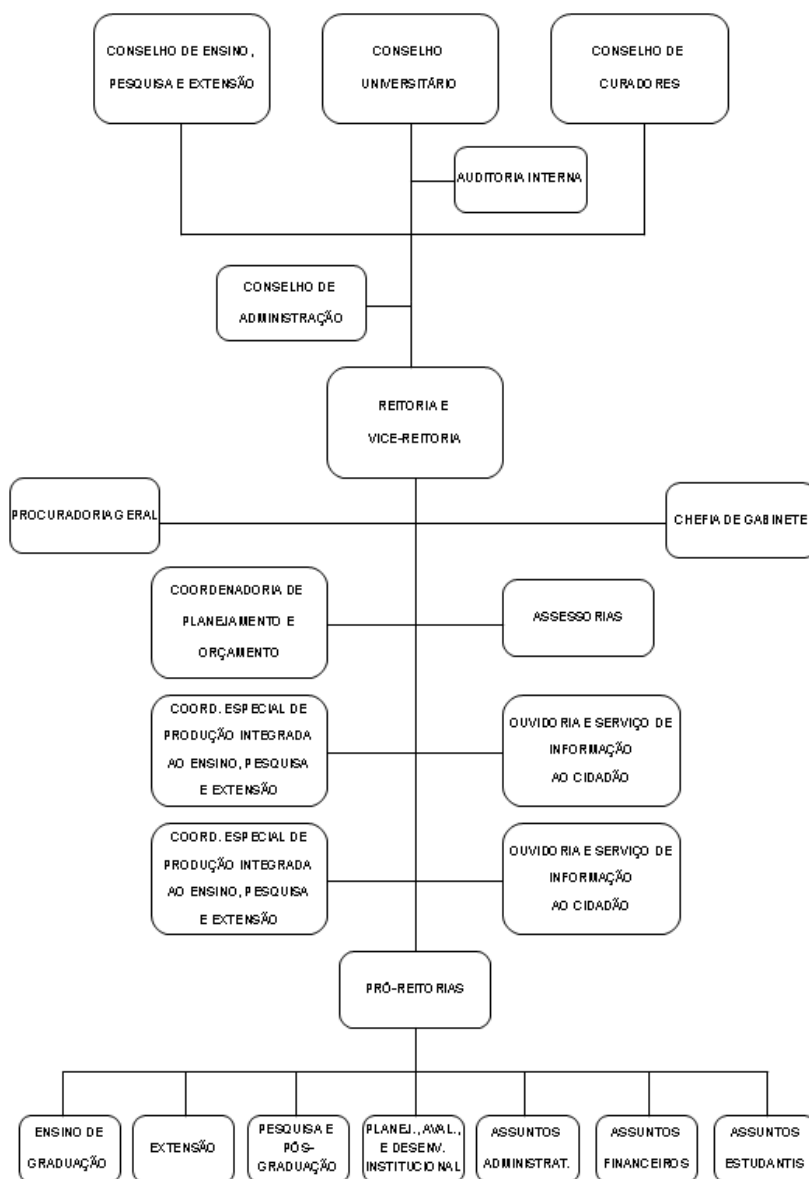 CONSELHO DE ENSINO,
PESQUISA E EXTENSÃO
CONSELHO
UNIVERSITÁRIO
CONSELHO DE
CURADORES
AUDITORIA INTERNA
CONSELHO DE
ADMINISTRAÇÃO
REITORIA E
VICE-REITORIA
PROCURADORIA GERAL
CHEFIA DE GABINETE
COORDENADORIA DE
PLANEJAMENTO E
ORÇAMENTO
ASSESSORIAS
COORD. ESPECIAL DE
PRODUÇÃO INTEGRADA
AO ENSINO, PESQUISA
E EXTENSÃO
OUVIDORIA E SERVIÇO DE
INFORMAÇÃO
AO CIDADÃO
COORD. ESPECIAL DE
PRODUÇÃO INTEGRADA
AO ENSINO, PESQUISA
E EXTENSÃO
OUVIDORIA E SERVIÇO DE
INFORMAÇÃO
AO CIDADÃO
PRÓ-REITORIAS
ENSINO DE
GRADUAÇÃO
EXTENSÃO
PESQUISA E
PÓS-
GRADUAÇÃO
PLANEJ., AVAL.,
E DESENV.
INSTITUCIONAL
ASSUNTOS
ADMINISTRAT.
ASSUNTOS
FINANCEIROS
ASSUNTOS
ESTUDANTIS